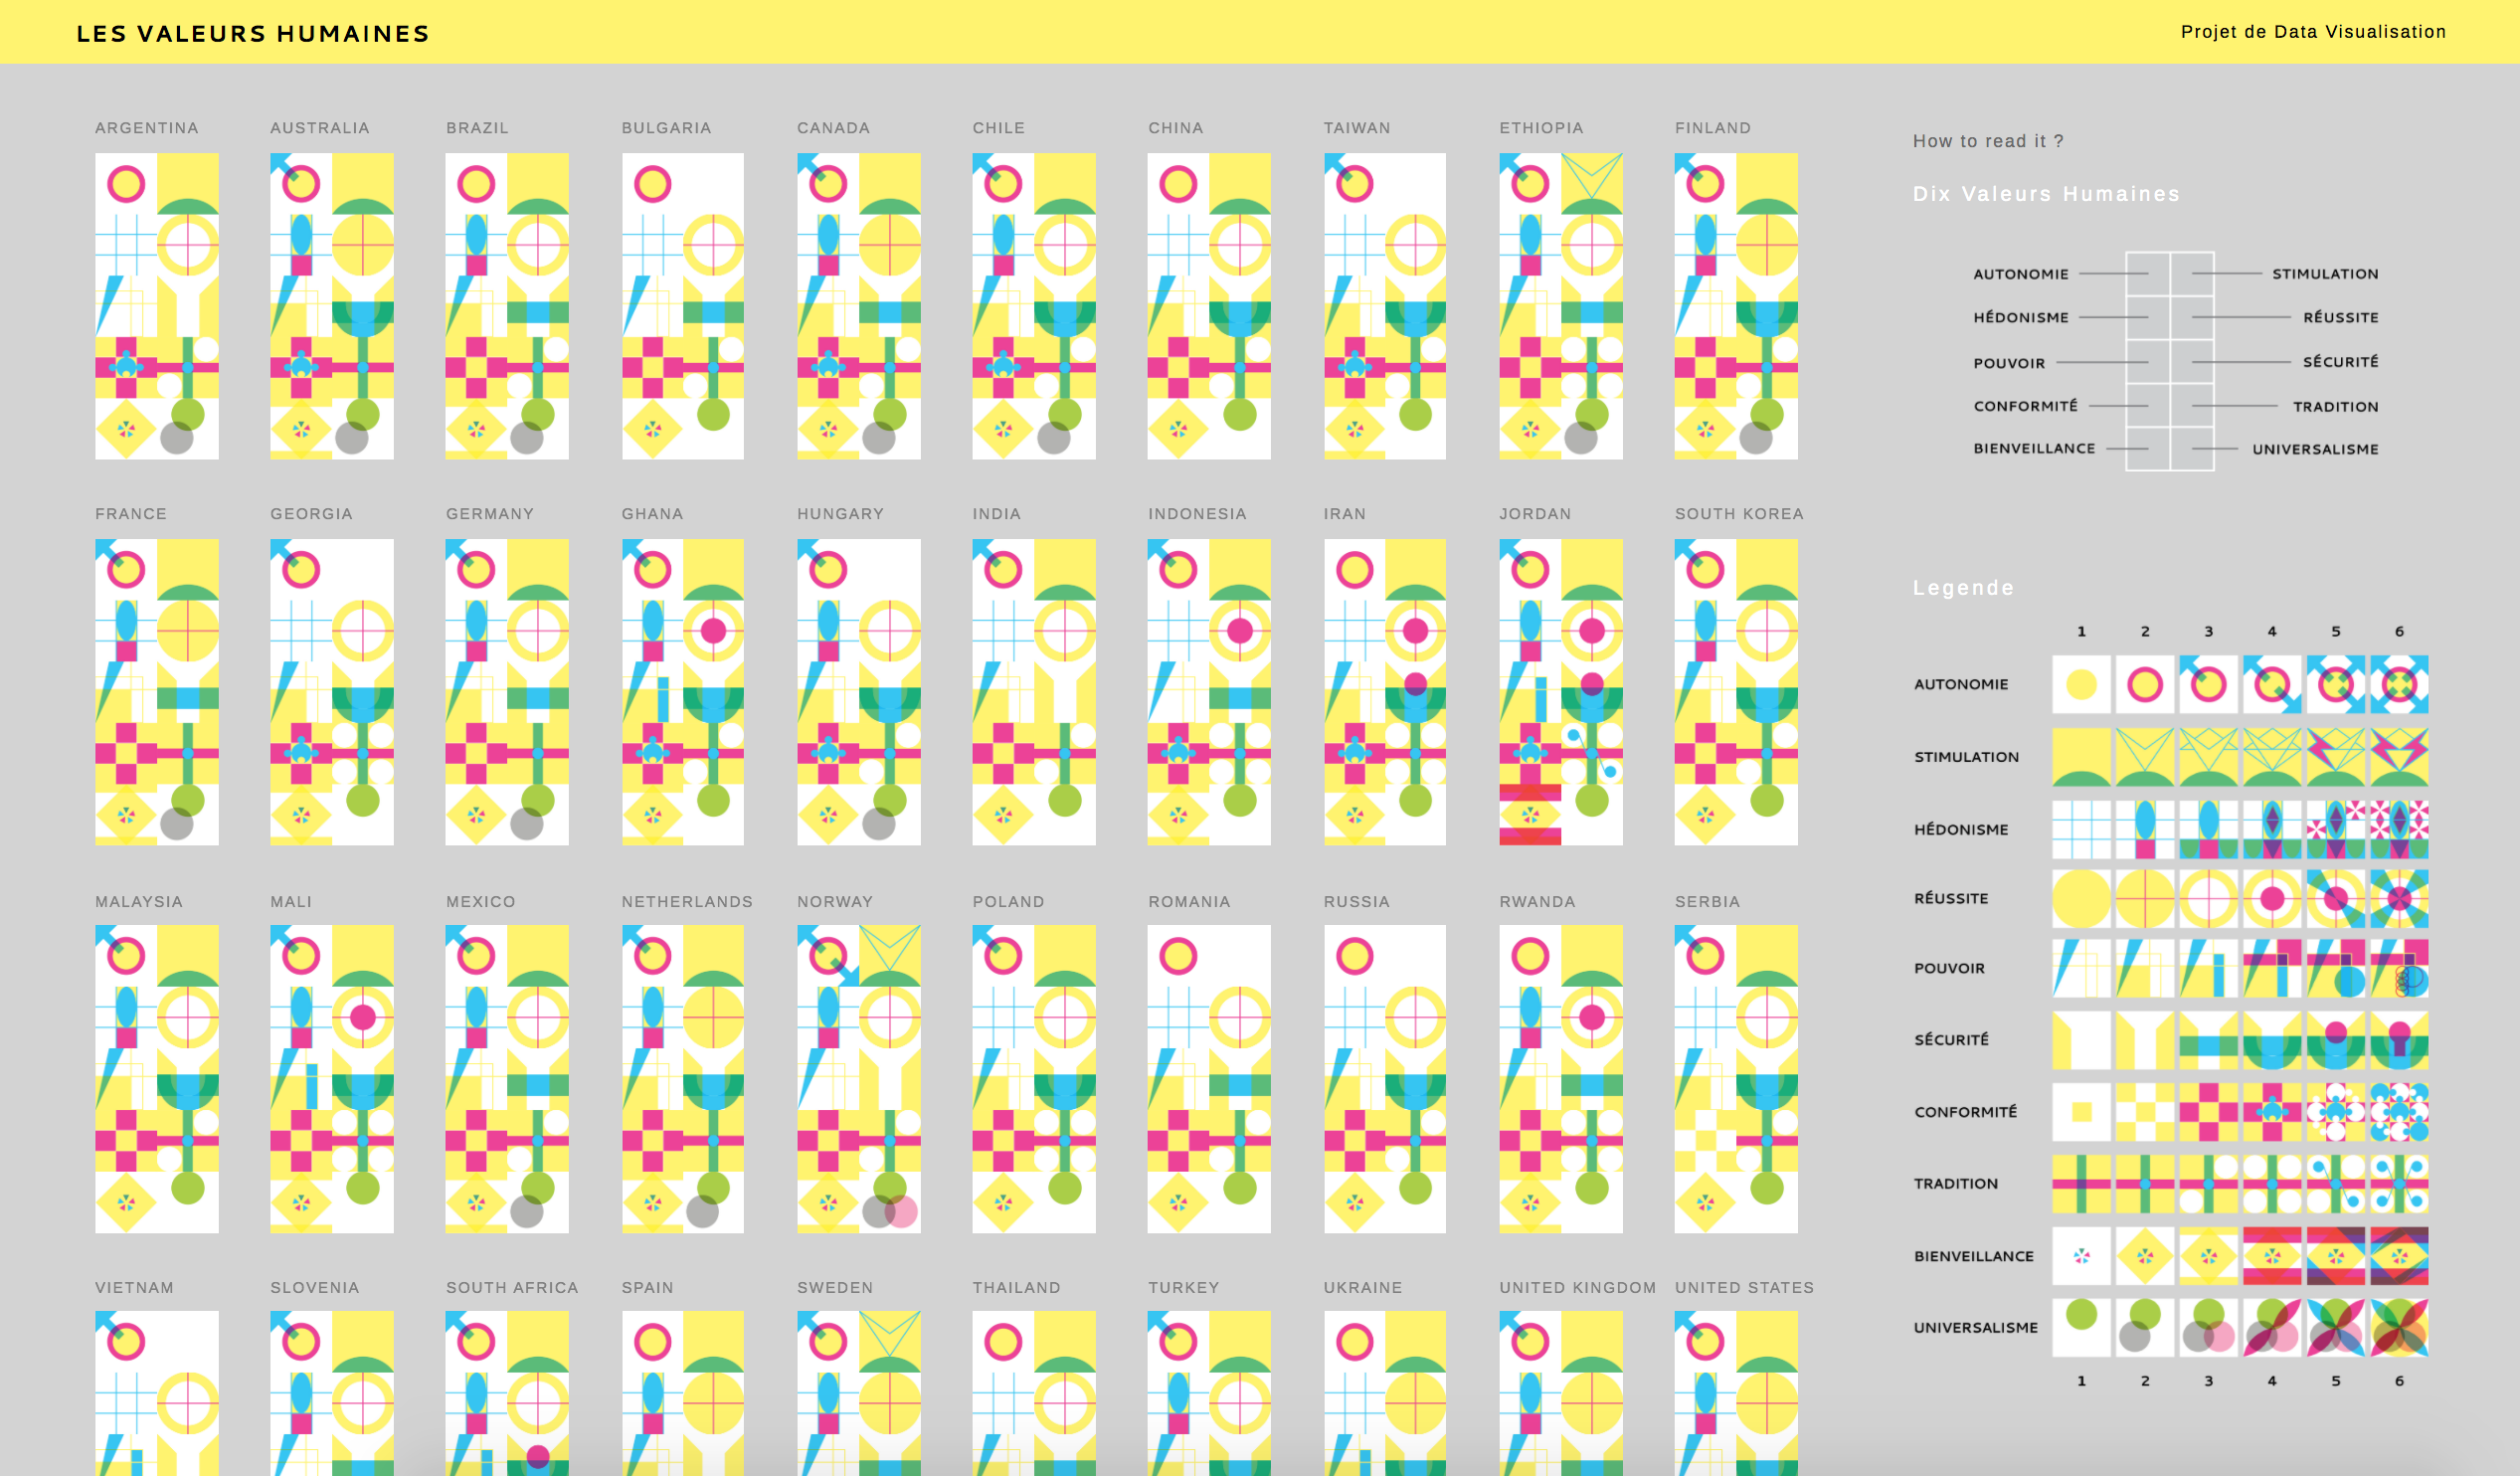 LES VALEURS HUMAINES
Projet de Data Visualisation
ARGENTINA
AUSTRALIA
BRAZIL
BULGARIA
CANADA
CHILE
CHINA
TAIWAN
ETHIOPIA
FINLAND
FRANCE
GEORGIA
GERMANY
GHANA
HUNGARY
INDIA
INDONESIA
IRAN
JORDAN
SOUTH KOREA
MALAYSIA
MALI
MEXICO
NETHERLANDS
NORWAY
POLAND
ROMANIA
RUSSIA
RWANDA
SERBIA
VIETNAM
SLOVENIA
SOUTH AFRICA
SPAIN
SWEDEN
THAILAND
TURKEY
UKRAINE
UNITED KINGDOM
UNITED STATES
How to read it ?
Dix Valeurs Humaines
AUTONOMIE
STIMULATION
HÉDONISME
RÉUSSITE
POUVOIR
SÉCURITÉ
CONFORMITÉ
TRADITION
BIENVEILLANCE
UNIVERSALISME
Legende
1 2 3 4 5 6
AUTONOMIE
STIMULATION
HÉDONISME
RÉUSSITE
POUVOIR
SÉCURITÉ
CONFORMITÉ
TRADITION
BIENVEILLANCE
UNIVERSALISME
1 2 3 4 5 6